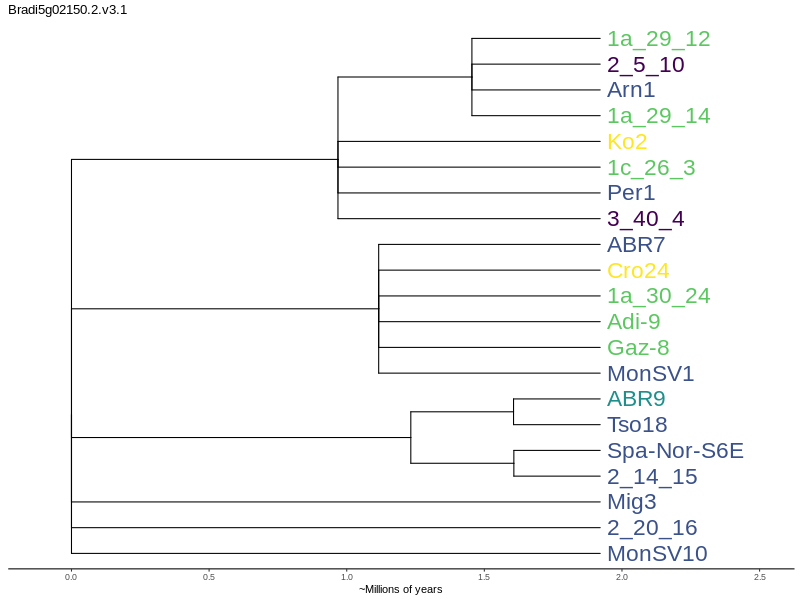 Bradi5g02150.2.v3.1
1a_29_12
2_5_10
Arn1
1a_29_14
Ko2
1c_26_3
Per1
3_40_4
ABR7
Cro24
1a_30_24
Adi-9
Gaz-8
MonSV1
ABR9
Tso18
Spa-Nor-S6E
2_14_15
Mig3
2_20_16
MonSV10
0.0 0.5 1.0 1.5 2.0 2.5
~Millions of years